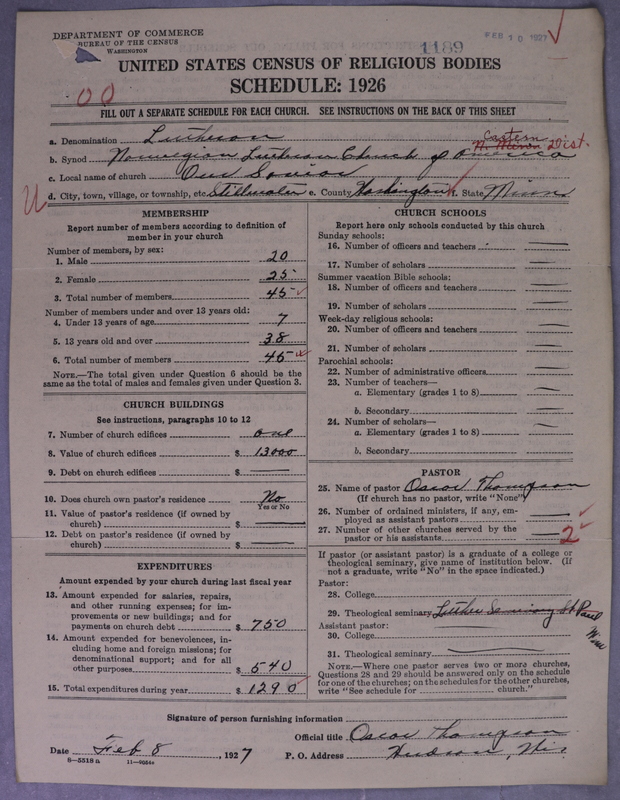 DEPARTMENT OF COMMERCE
BUREAU OF THE CENSUS
WASHINGTON
1189
FEB 10 1927
UNITED STATES CENSUS OF RELIGIOUS BODIES
SCHEDULE: 1926
00
FILL OUT A SEPARATE SCHEDULE FOR EACH CHURCH. SEE INSTRUCTIONS ON THE BACK OF THIS SHEET
a. Denomination Lutheran
Eastern
N. Minn. Dist.
b. Synod Norwegian Lutheran Church of America
c. Local name of church Our Saviors
d. City, town, village, or township, etc. Stillwater e. County Washington f. State Minn
MEMBERSHIP
Report number of members according to definition of member in your church
Number of members, by sex:
1. Male 20
2. Female 25
3. Total number of members 45
Number of members under and over 13 years old:
4. Under 13 years of age 7
5. 13 years old and over 38
6. Total number of members 45
NOTE.—The total given under Question 6 should be
same as the total of males and females given under Question 3.
CHURCH BUILDINGS
See instructions, paragraphs 10 to 12
7. Number of church edifices one
8. Value of church edifices $ 13000
9. Debt on church edifices $
10. Does church own pastor's residence No
Yes or No
11. Value of pastor's residence (if owned by
church) $
12. Debt on pastor's residence (if owned by
church) $
EXPENDITURES
Amount expended by your church during last fiscal year
13. Amount expended for salaries, repairs,
and other running expenses; for im-
provements or new buildings; and for
payments on church debt $ 750
14. Amount expended for benevolences, in-
cluding home and foreign missions; for
denominational support; and for all
other purposes $ 540
15. Total expenditures during year $ 1290
CHURCH SCHOOLS
Report here only schools conducted by this church
Sunday schools:
16. Number of officers and teachers
17. Number of scholars
Summer vacation Bible schools:
18. Number of officers and teachers
19. Number of scholars
Week-day religious schools:
20. Number of officers and teachers
21. Number of scholars
Parochial schools:
22. Number of administrative officers
23. Number of teachers—
a. Elementary (grades 1 to 8)
b. Secondary
24. Number of scholars—
a. Elementary (grades 1 to 8)
b. Secondary
PASTOR
25. Name of pastor Oscar Thompson
(If church has no pastor, write "None")
26. Number of ordained ministers, if any, em-
ployed as assistant pastors
27. Number of other churches served by the
pastor or his assistants 2
If pastor (or assistant pastor) is a graduate of a college or
theological seminary, give name of institution below. (If
not a graduate, write "No" in the space indicated.)
Pastor:
28. College
29. Theological seminary Luther Seminary St Paul Minn
Assistant pastor:
30. College
31. Theological seminary
NOTE.—Where one pastor serves two or more churches,
Questions 28 and 29 should be answered only on the schedule
for one of the churches; on the schedules for the other churches,
write "See schedule for church."
Signature of person furnishing information
Official title Oscar Thompson
Date Feb 8, 1927 P. O. Address Hudson, Wis
8—5518 a 11—9054